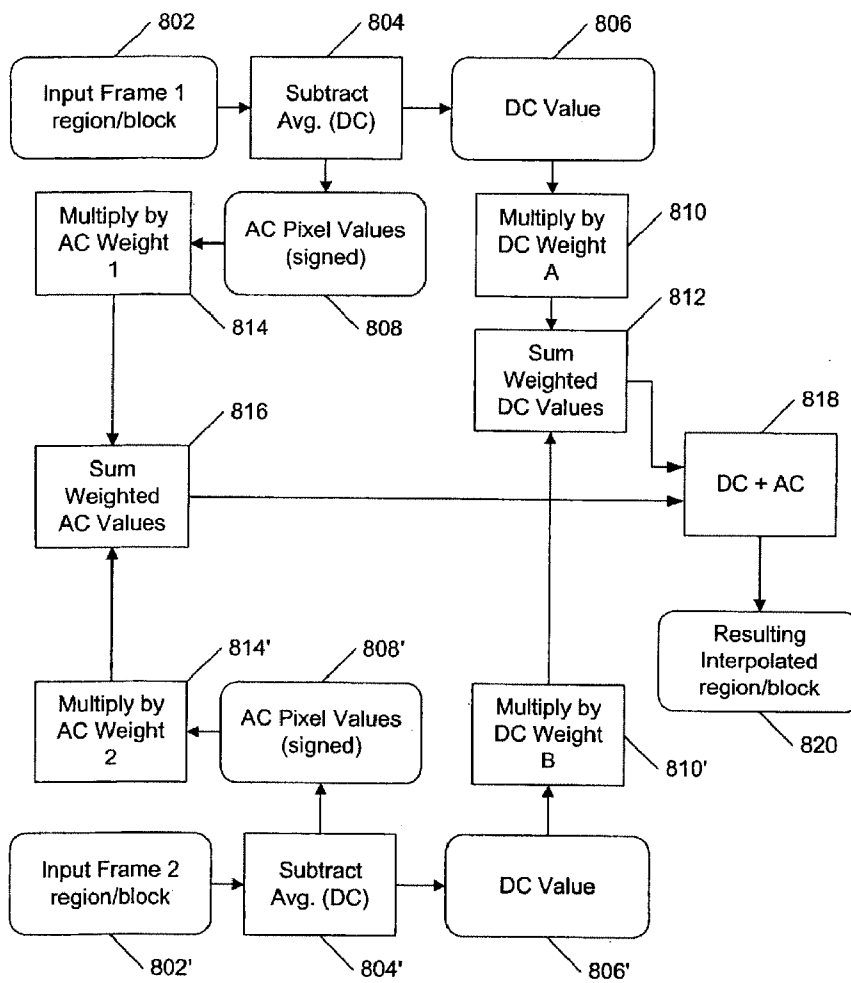 802
804
806
Input Frame 1
region/block
Subtract
Avg. (DC)
DC Value
Multiply by
AC Weight
1
AC Pixel Values
(signed)
Multiply by
DC Weight
A
810
814
808
812
Sum
Weighted
DC Values
816
818
Sum
Weighted
AC Values
DC + AC
814'
808'
Resulting
Interpolated
region/block
Multiply by
AC Weight
2
AC Pixel Values
(signed)
Multiply by
DC Weight
B
820
810'
Input Frame 2
region/block
Subtract
Avg. (DC)
DC Value
802'
804'
806'